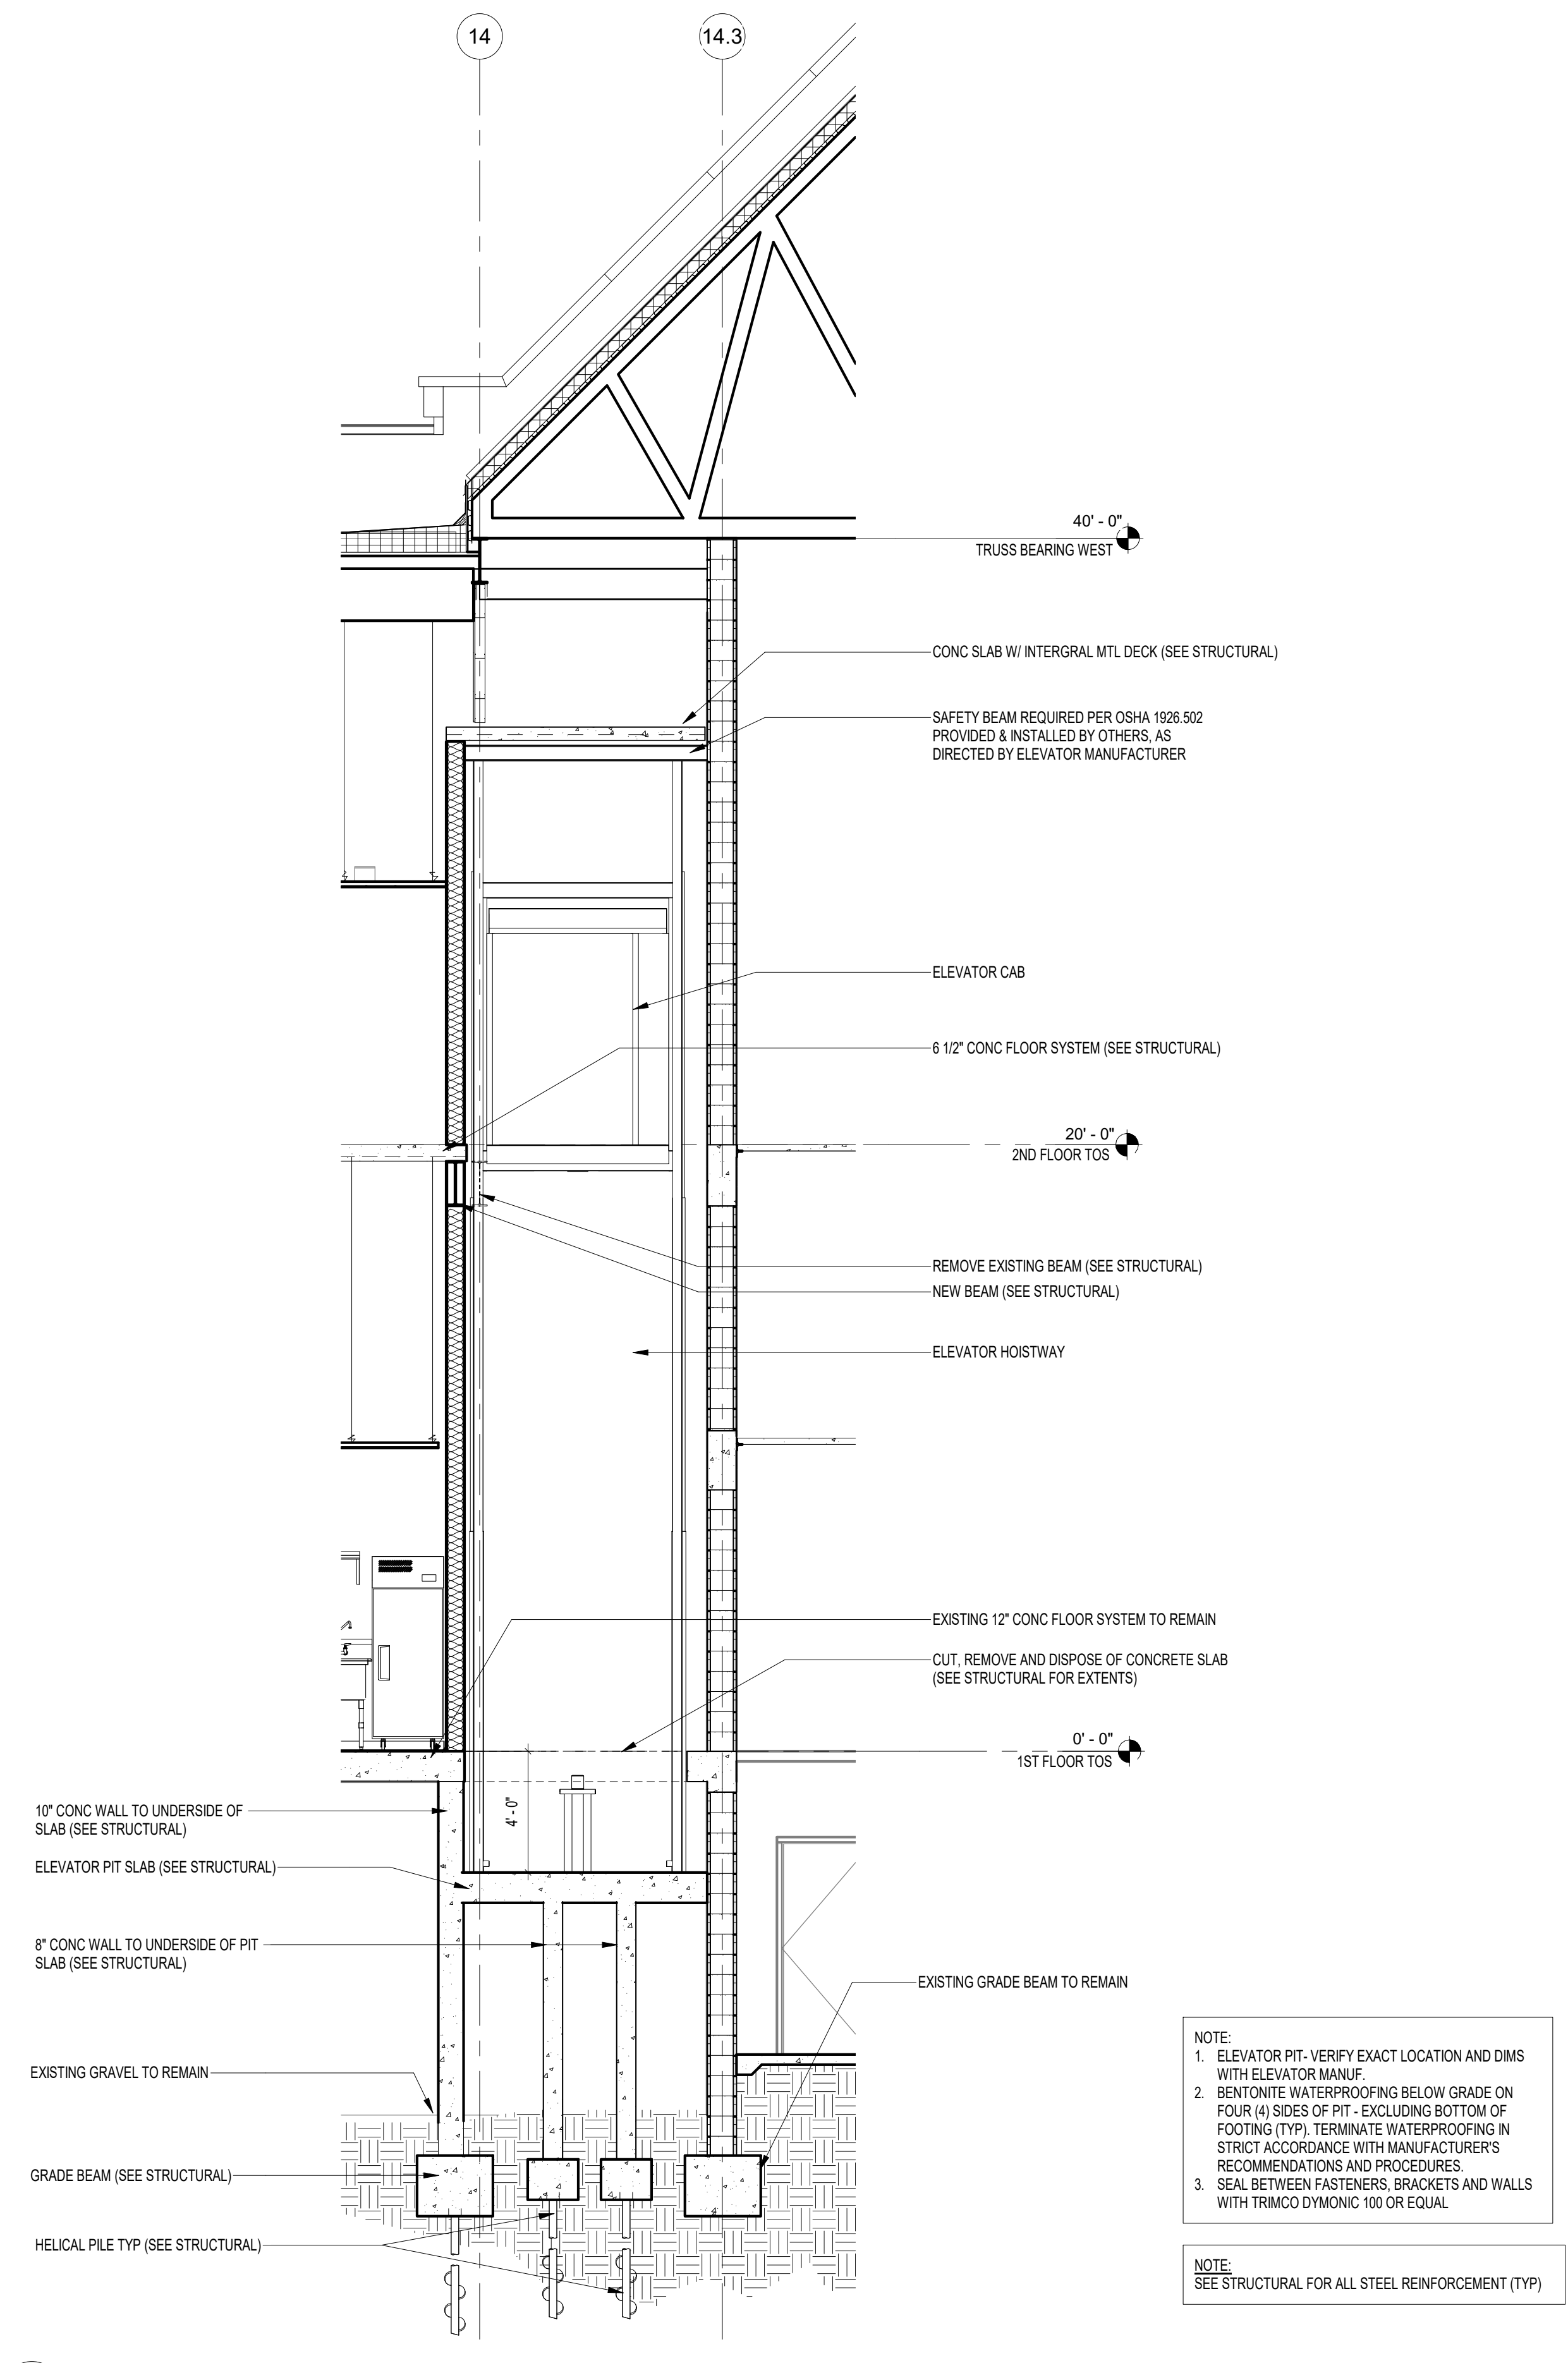 14
14.3
40' - 0"
TRUSS BEARING WEST
CONC SLAB W/ INTERGRAL MTL DECK (SEE STRUCTURAL)
SAFETY BEAM REQUIRED PER OSHA 1926.502
PROVIDED & INSTALLED BY OTHERS, AS
DIRECTED BY ELEVATOR MANUFACTURER
ELEVATOR CAB
6 1/2" CONC FLOOR SYSTEM (SEE STRUCTURAL)
20' - 0"
2ND FLOOR TOS
REMOVE EXISTING BEAM (SEE STRUCTURAL)
NEW BEAM (SEE STRUCTURAL)
ELEVATOR HOISTWAY
EXISTING 12" CONC FLOOR SYSTEM TO REMAIN
CUT, REMOVE AND DISPOSE OF CONCRETE SLAB
(SEE STRUCTURAL FOR EXTENTS)
0' - 0"
1ST FLOOR TOS
4' - 0"
10" CONC WALL TO UNDERSIDE OF
SLAB (SEE STRUCTURAL)
ELEVATOR PIT SLAB (SEE STRUCTURAL)
8" CONC WALL TO UNDERSIDE OF PIT
SLAB (SEE STRUCTURAL)
EXISTING GRADE BEAM TO REMAIN
EXISTING GRAVEL TO REMAIN
GRADE BEAM (SEE STRUCTURAL)
HELICAL PILE TYP (SEE STRUCTURAL)
NOTE:
1. ELEVATOR PIT- VERIFY EXACT LOCATION AND DIMS
WITH ELEVATOR MANUF.
2. BENTONITE WATERPROOFING BELOW GRADE ON
FOUR (4) SIDES OF PIT - EXCLUDING BOTTOM OF
FOOTING (TYP). TERMINATE WATERPROOFING IN
STRICT ACCORDANCE WITH MANUFACTURER'S
RECOMMENDATIONS AND PROCEDURES.
3. SEAL BETWEEN FASTENERS, BRACKETS AND WALLS
WITH TRIMCO DYMONIC 100 OR EQUAL
NOTE:
SEE STRUCTURAL FOR ALL STEEL REINFORCEMENT (TYP)